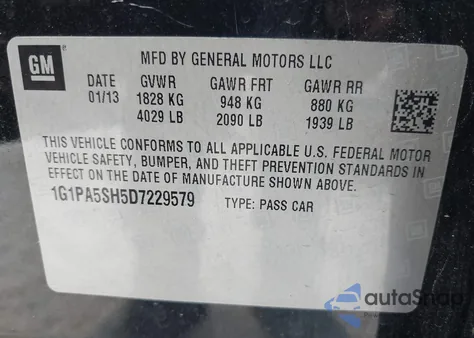 GM
MFD BY GENERAL MOTORS LLC
DATE GVWR GAWR FRT GAWR RR
01/13 1828 KG 948 KG 880 KG
4029 LB 2090 LB 1939 LB
THIS VEHICLE CONFORMS TO ALL APPLICABLE U.S. FEDERAL MOTOR
VEHICLE SAFETY, BUMPER, AND THEFT PREVENTION STANDARDS IN
EFFECT ON THE DATE OF MANUFACTURE SHOWN ABOVE.
1G1PA5SH5D7229579 TYPE: PASS CAR
autoSnap